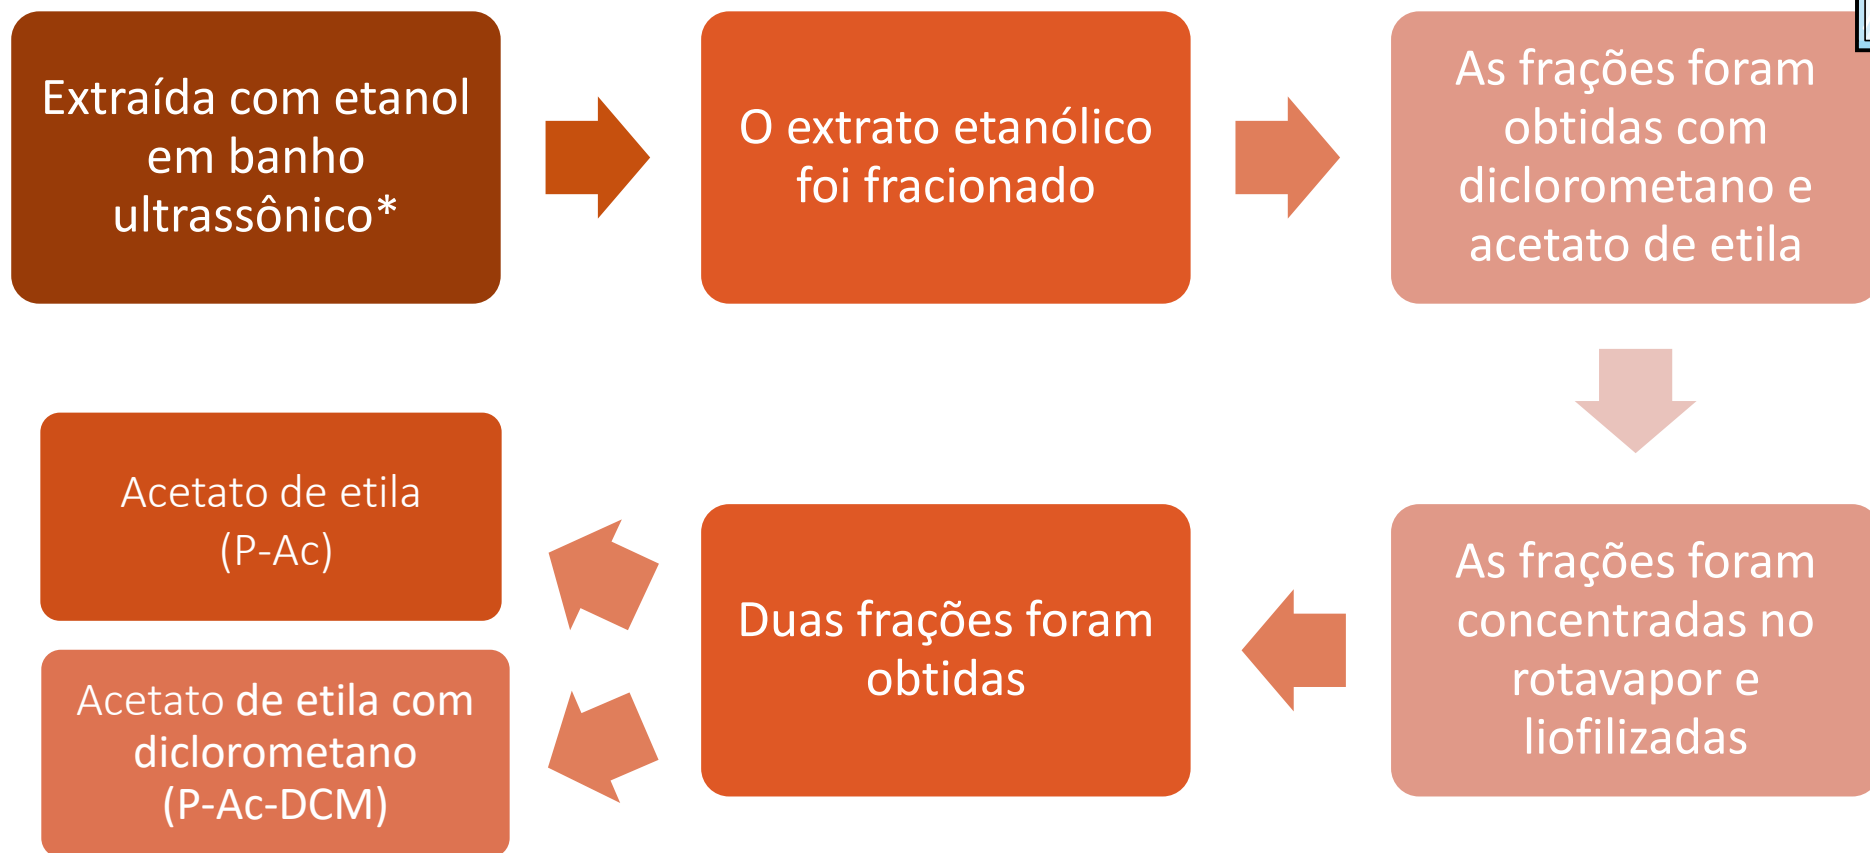 Extraída com etanol
em banho
ultrassônico*
O extrato etanólico
foi fracionado
As frações foram
obtidas com
diclorometano e
acetato de etila
As frações foram
concentradas no
rotavapor e
liofilizadas
Duas frações foram
obtidas
Acetato de etila
(P-Ac)
Acetato de etila com
diclorometano
(P-Ac-DCM)